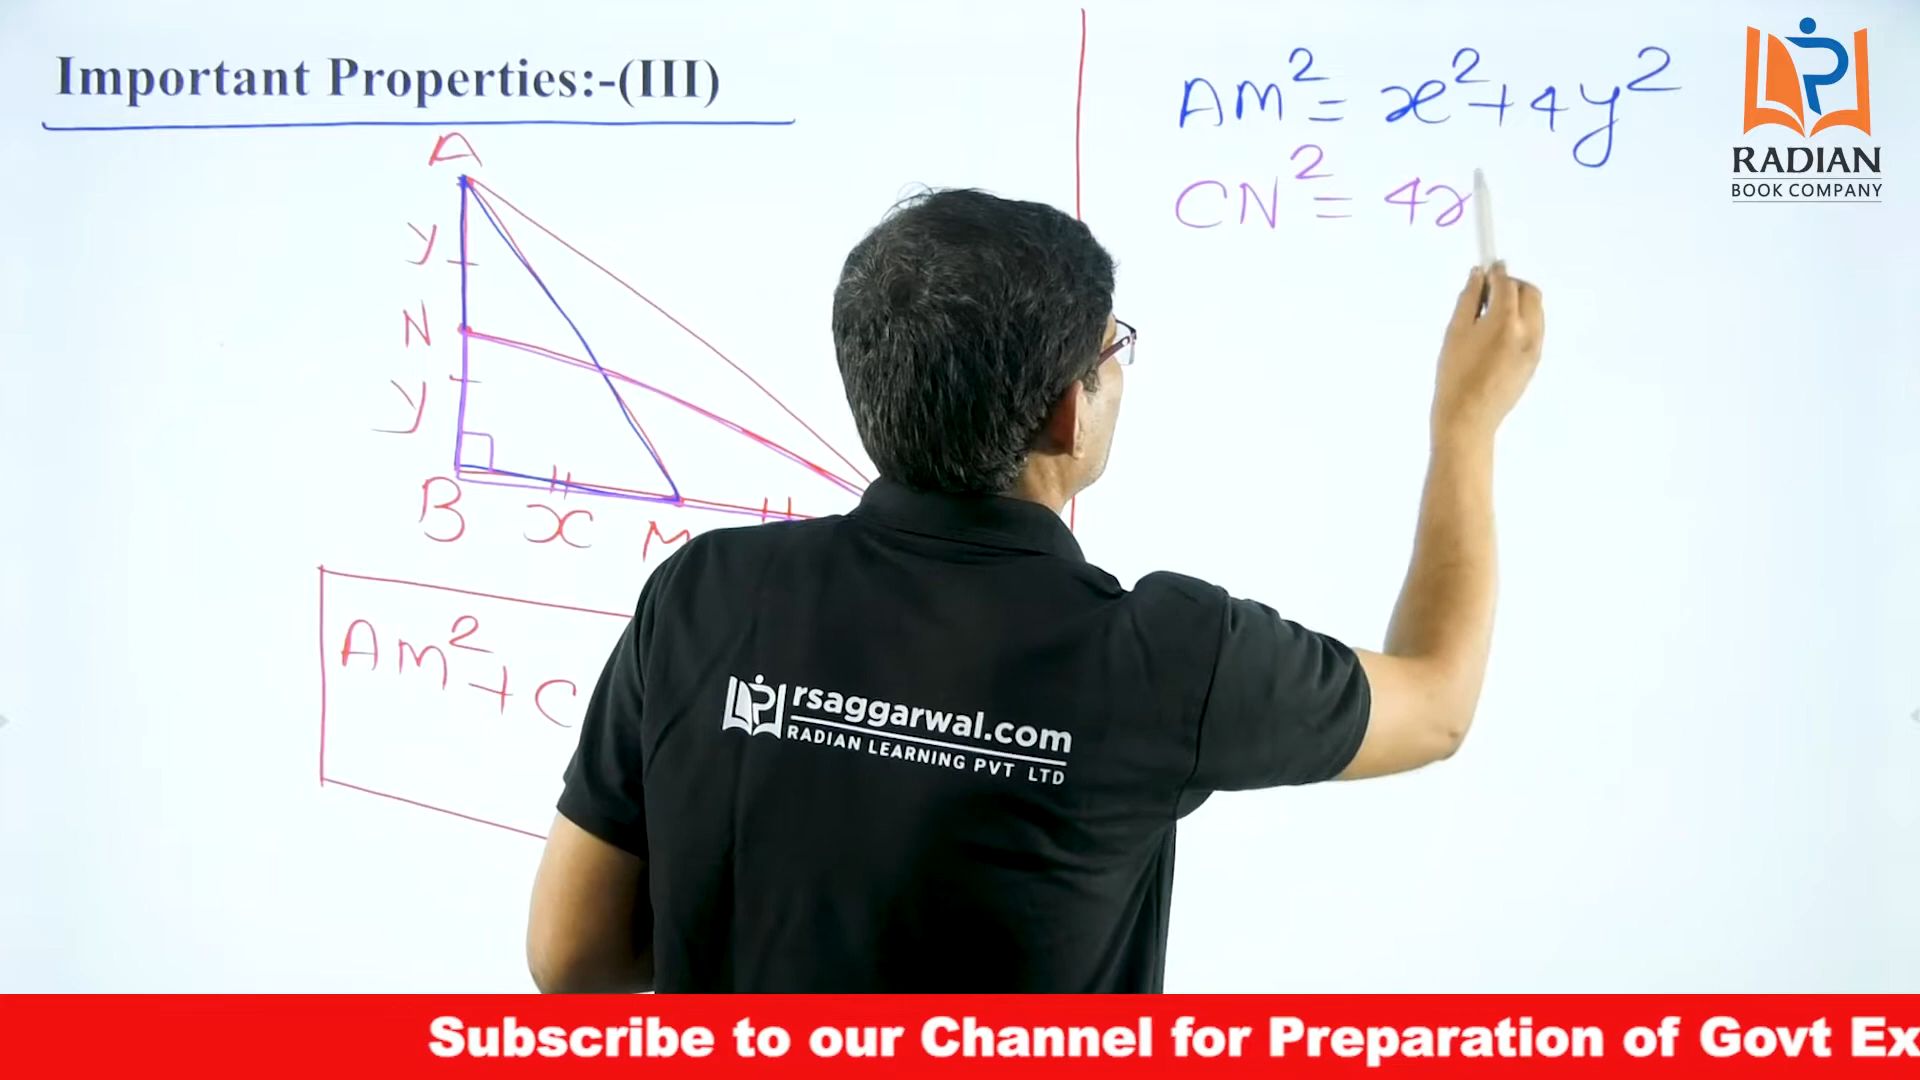 Important Properties:-(III)
AM² = x² + 4y²
CN² = 4x
RADIAN
BOOK COMPANY
A
y
N
y
B
x
M
AM² + C
rsaggarwal.com
RADIAN LEARNING PVT LTD
Subscribe to our Channel for Preparation of Govt Ex